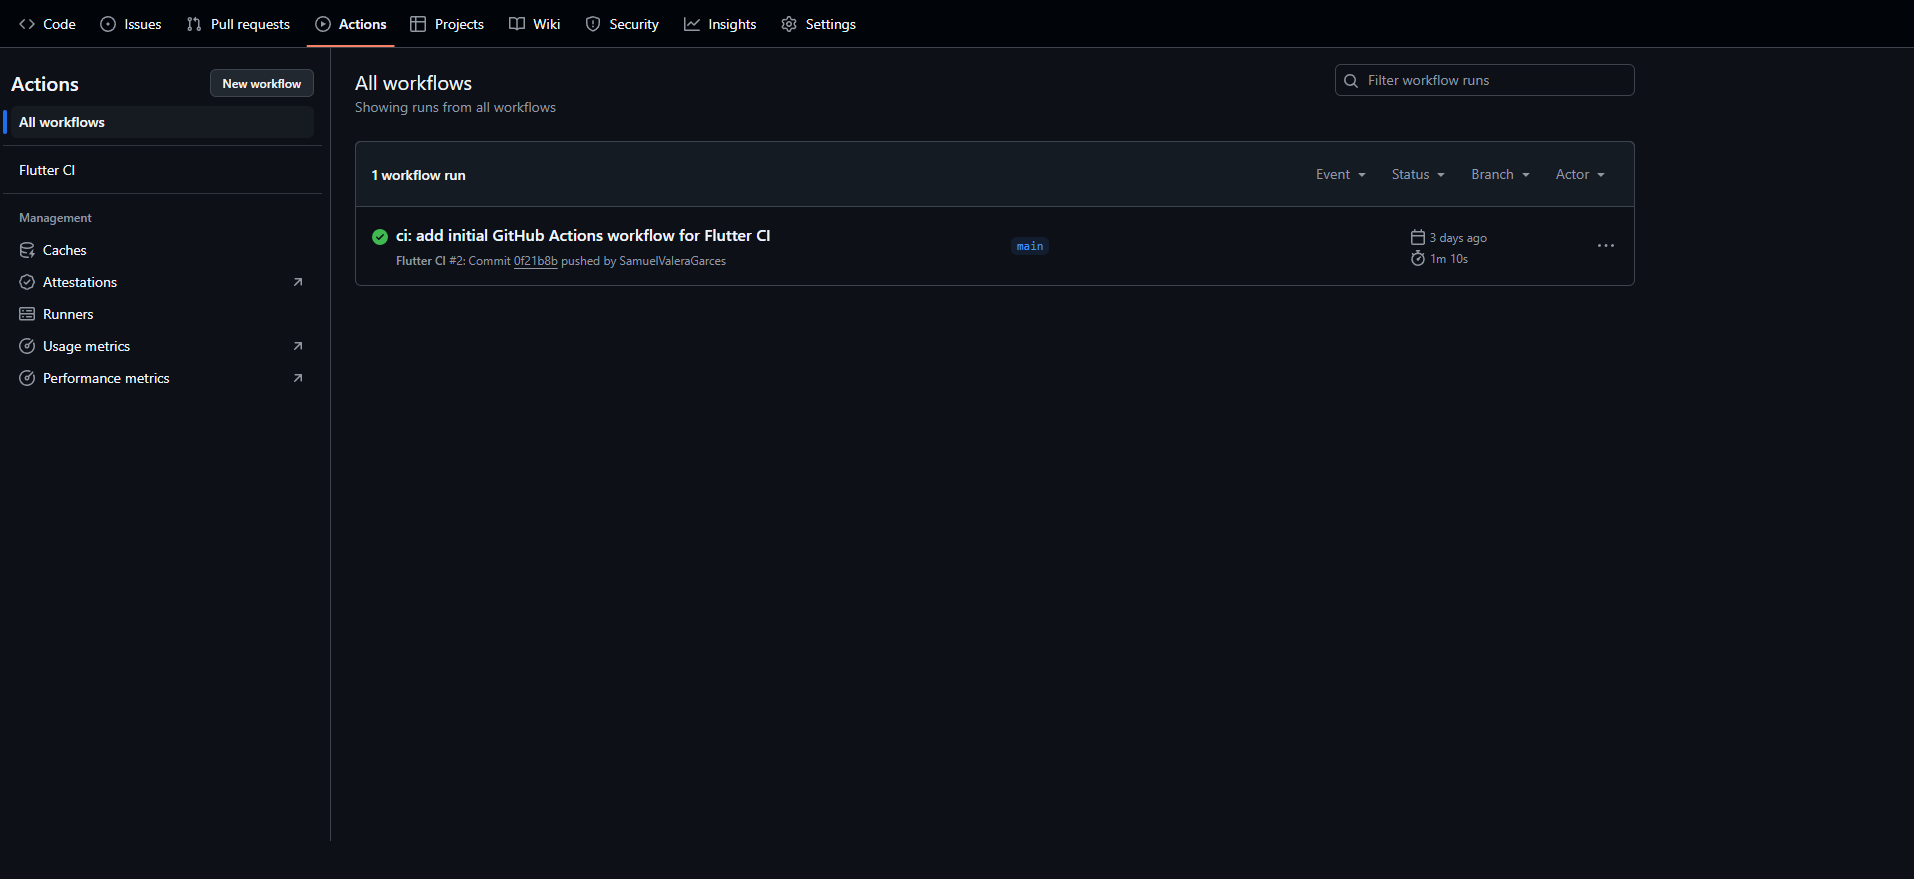 Code Issues Pull requests Actions Projects Wiki Security Insights Settings
Actions
New workflow
All workflows
Flutter CI
Management
Caches
Attestations
Runners
Usage metrics
Performance metrics
All workflows
Showing runs from all workflows
Filter workflow runs
1 workflow run
Event Status Branch Actor
ci: add initial GitHub Actions workflow for Flutter CI
Flutter CI #2: Commit 0f21b8b pushed by SamuelValeraGarces
main
3 days ago
1m 10s